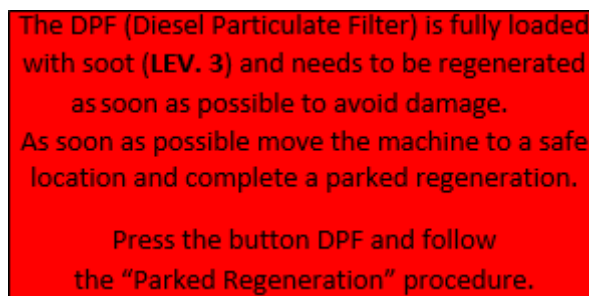 The DPF (Diesel Particulate Filter) is fully loaded
with soot (LEV. 3) and needs to be regenerated
as soon as possible to avoid damage.
As soon as possible move the machine to a safe
location and complete a parked regeneration.
Press the button DPF and follow
the “Parked Regeneration” procedure.